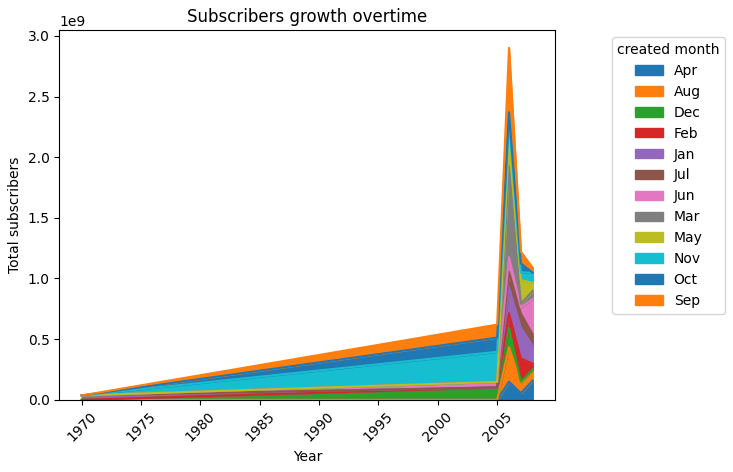 Subscribers growth overtime
1e9
3.0
2.5
2.0
1.5
1.0
0.5
0.0
Total subscribers
1970
1975
1980
1985
1990
1995
2000
2005
Year
created month
Apr
Aug
Dec
Feb
Jan
Jul
Jun
Mar
May
Nov
Oct
Sep